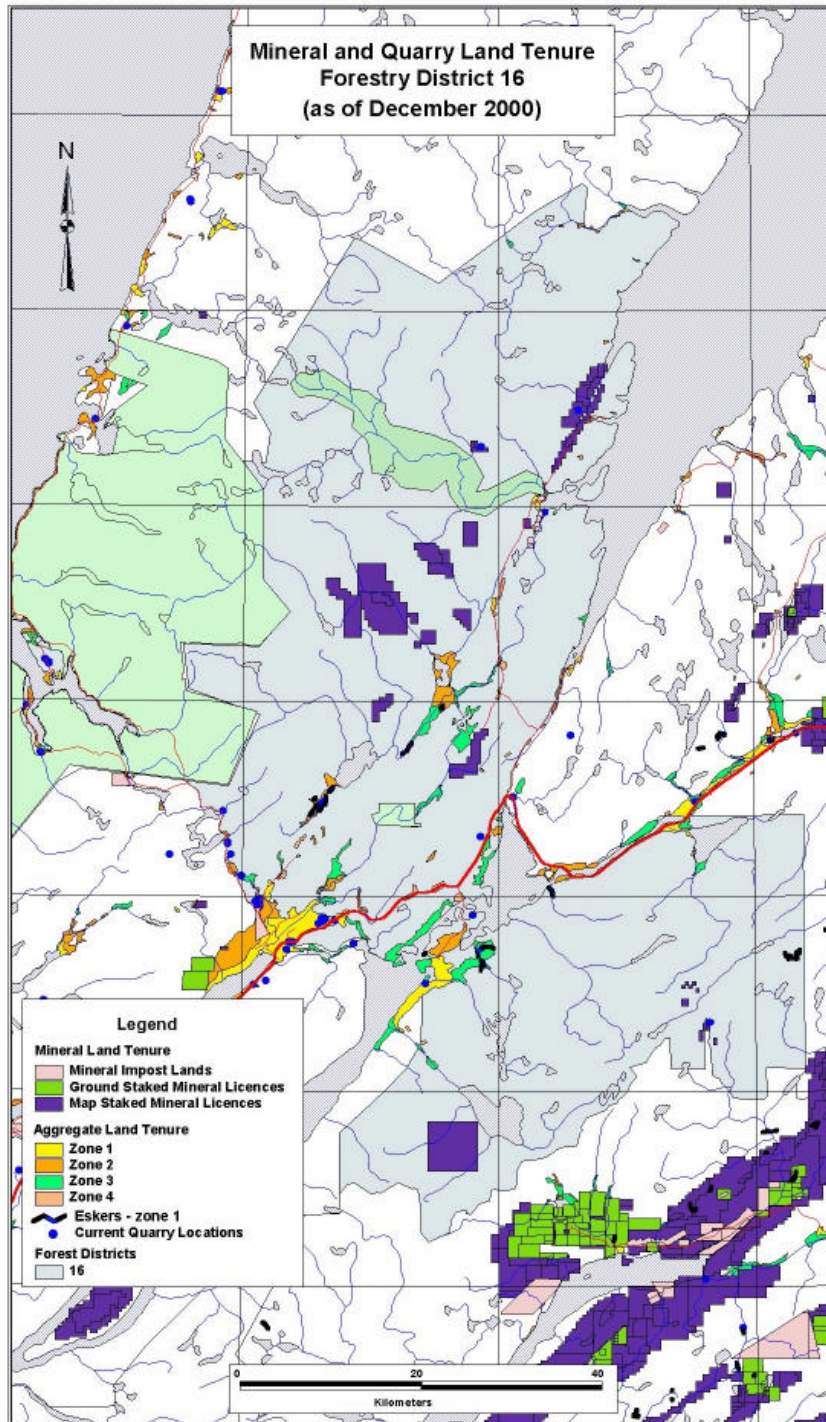 Mineral and Quarry Land Tenure
Forestry District 16
(as of December 2000)
N
Legend
Mineral Land Tenure
Mineral Impost Lands
Ground Staked Mineral Licences
Map Staked Mineral Licences
Aggregate Land Tenure
Zone 1
Zone 2
Zone 3
Zone 4
Eskers - zone 1
Current Quarry Locations
Forest Districts
16
0 20 40
Kilometers